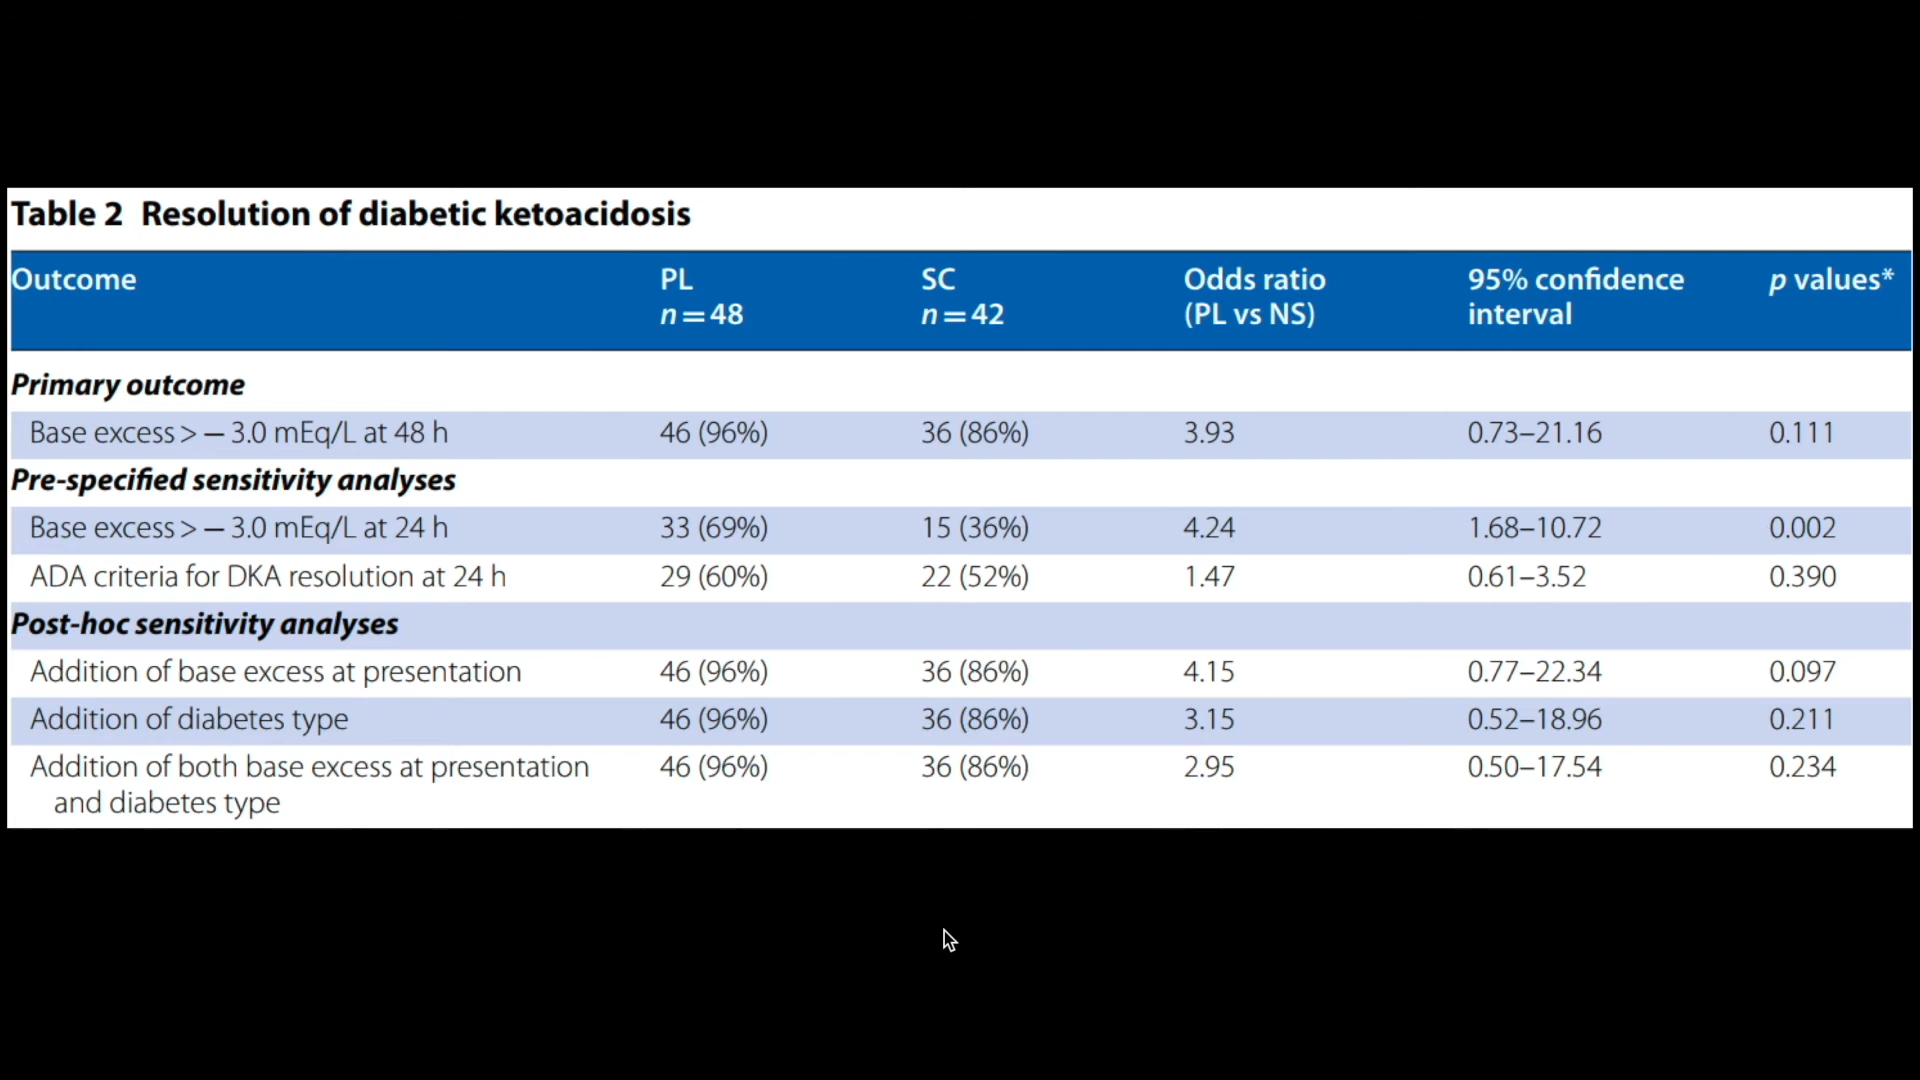 Table 2 Resolution of diabetic ketoacidosis
Outcome PL SC Odds ratio 95% confidence p values*
n = 48 n = 42 (PL vs NS) interval
Primary outcome
Base excess > − 3.0 mEq/L at 48 h 46 (96%) 36 (86%) 3.93 0.73–21.16 0.111
Pre-specified sensitivity analyses
Base excess > − 3.0 mEq/L at 24 h 33 (69%) 15 (36%) 4.24 1.68–10.72 0.002
ADA criteria for DKA resolution at 24 h 29 (60%) 22 (52%) 1.47 0.61–3.52 0.390
Post-hoc sensitivity analyses
Addition of base excess at presentation 46 (96%) 36 (86%) 4.15 0.77–22.34 0.097
Addition of diabetes type 46 (96%) 36 (86%) 3.15 0.52–18.96 0.211
Addition of both base excess at presentation 46 (96%) 36 (86%) 2.95 0.50–17.54 0.234
and diabetes type